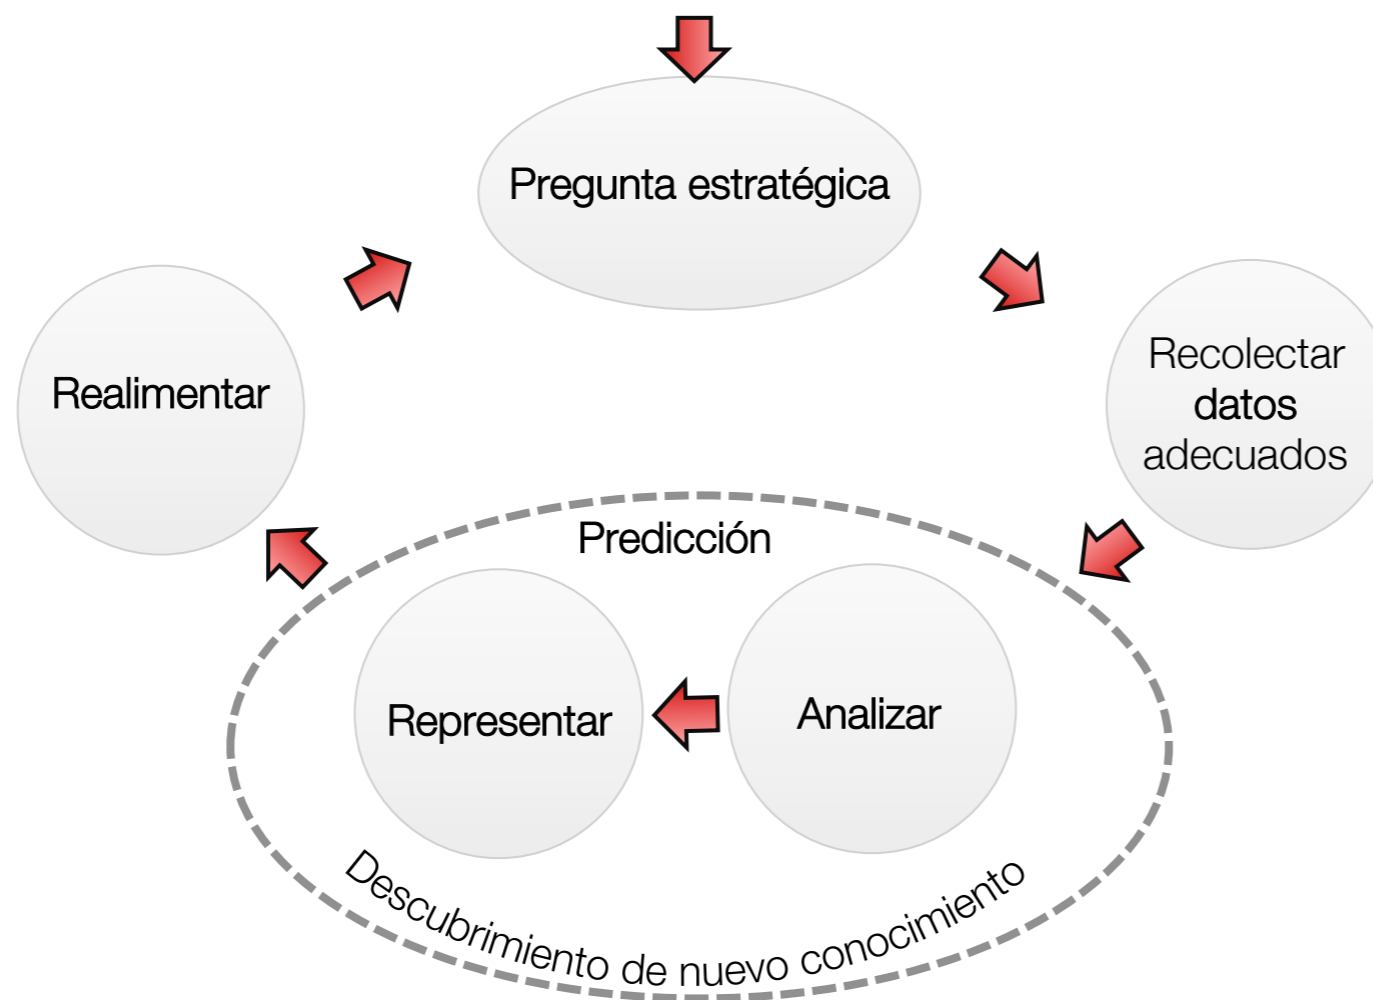 Pregunta estratégica
Recolectar
datos
adecuados
Realimentar
Predicción
Representar
Analizar
Descubrimiento de nuevo conocimiento